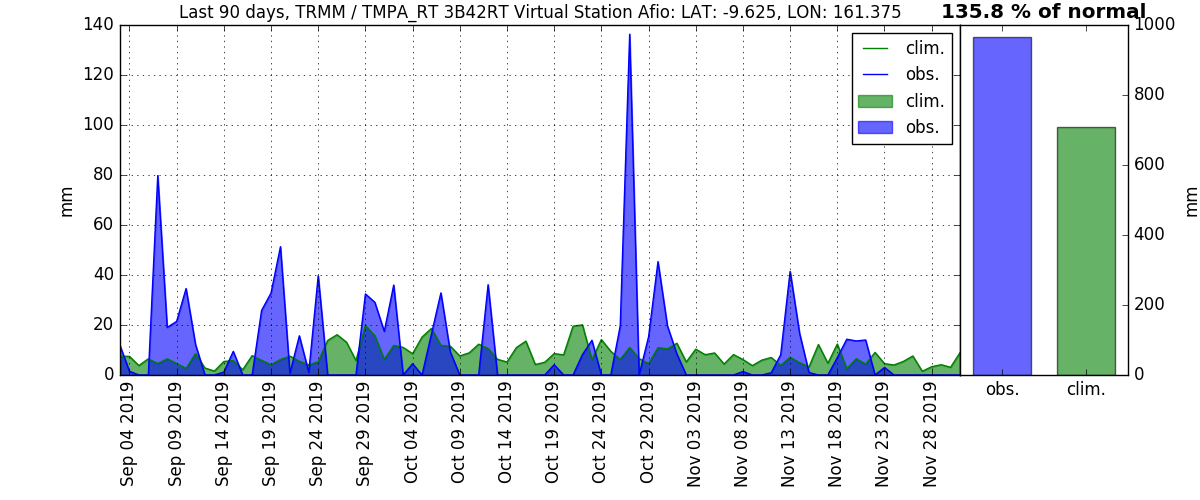 Last 90 days, TRMM / TMPA_RT 3B42RT Virtual Station Afio: LAT: -9.625, LON: 161.375
135.8 % of normal
140
120
100
80
60
40
20
0
mm
clim.
obs.
clim.
obs.
1000
800
600
400
200
0
mm
obs.
clim.
Sep 04 2019
Sep 09 2019
Sep 14 2019
Sep 19 2019
Sep 24 2019
Sep 29 2019
Oct 04 2019
Oct 09 2019
Oct 14 2019
Oct 19 2019
Oct 24 2019
Oct 29 2019
Nov 03 2019
Nov 08 2019
Nov 13 2019
Nov 18 2019
Nov 23 2019
Nov 28 2019